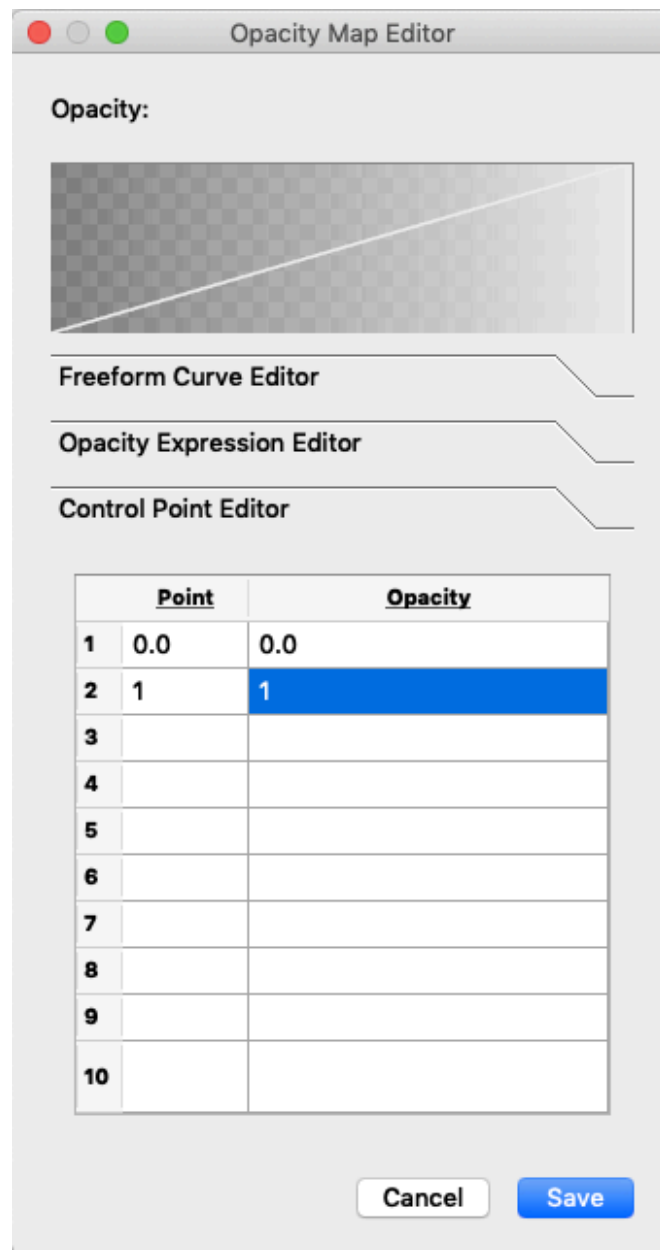 Opacity Map Editor
Opacity:
Freeform Curve Editor
Opacity Expression Editor
Control Point Editor
Point Opacity
1 0.0 0.0
2 1 1
3
4
5
6
7
8
9
10
Cancel Save